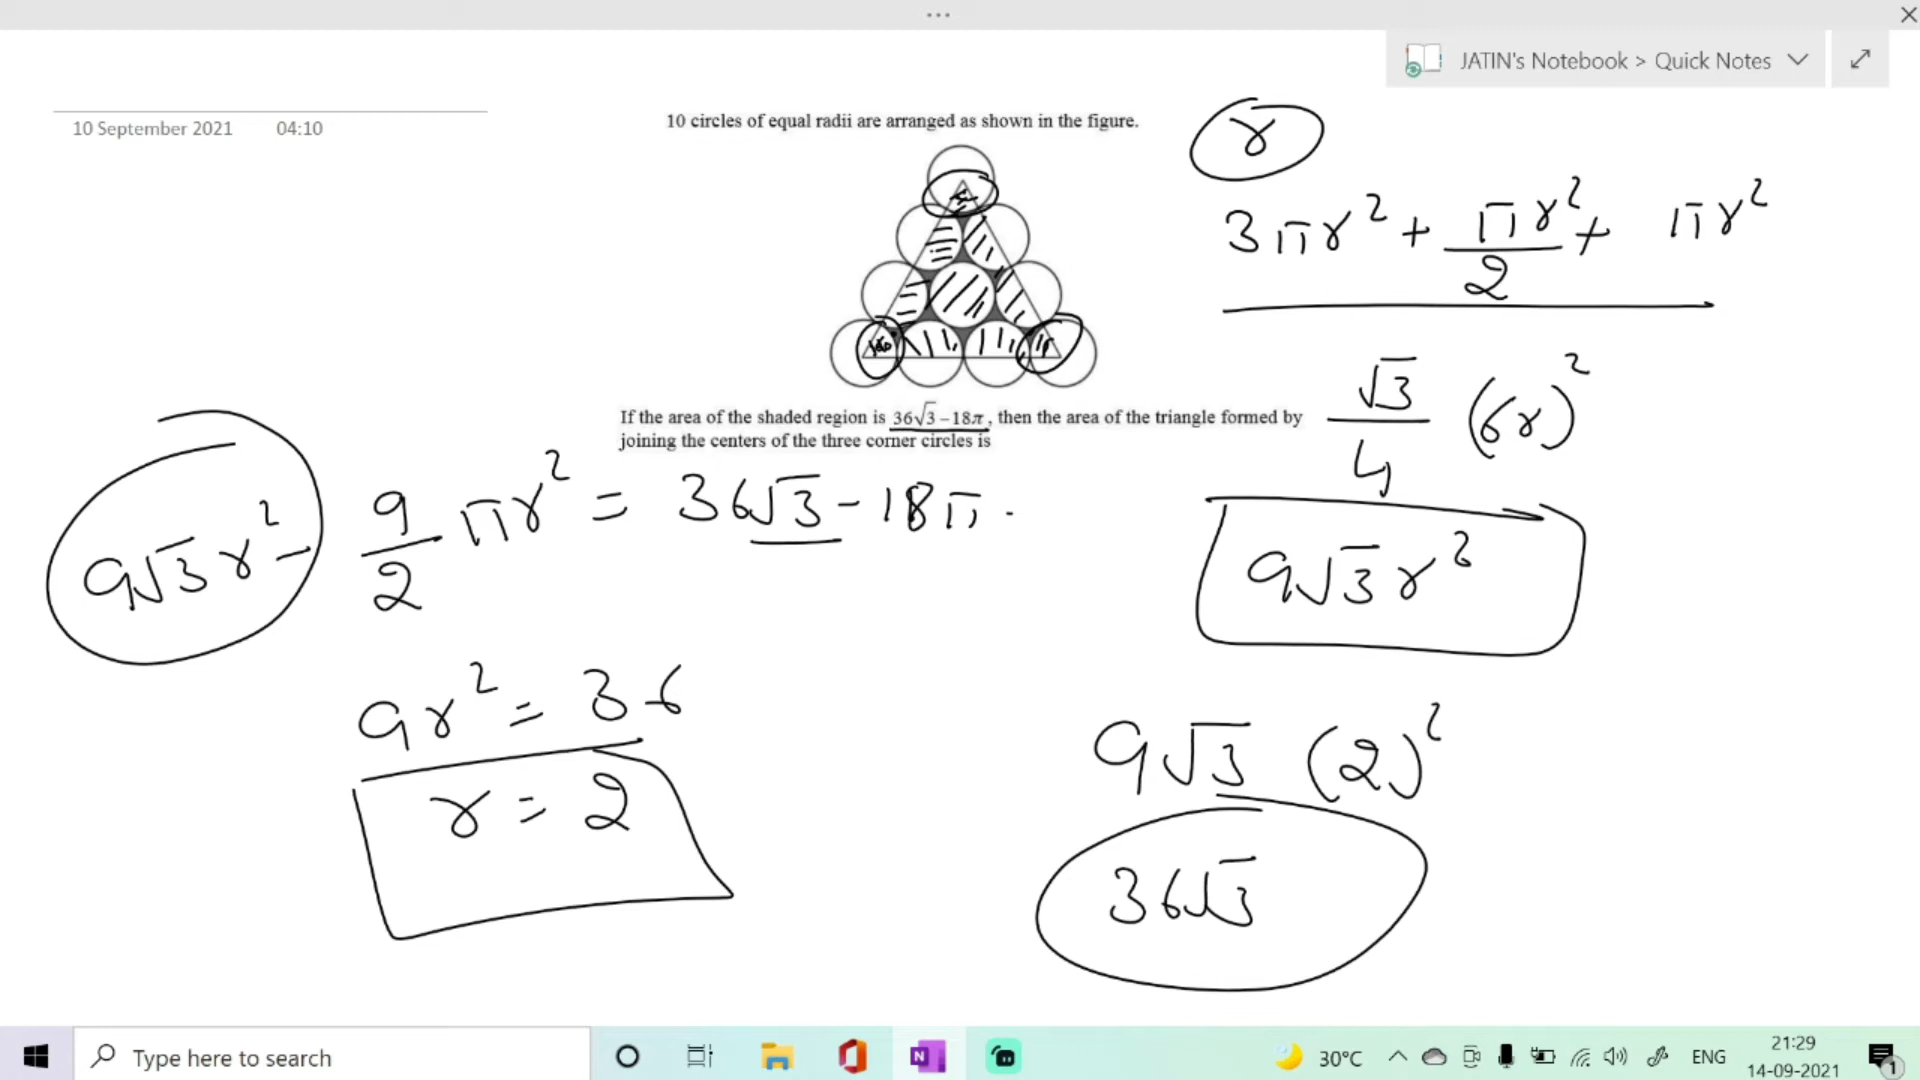 JATIN's Notebook > Quick Notes
10 September 2021 04:10
10 circles of equal radii are arranged as shown in the figure.
r
3πr² + πr²/2 + πr²
If the area of the shaded region is 36√3 – 18π, then the area of the triangle formed by
joining the centers of the three corner circles is
√3/4 (6r)²
9√3r² – 9/2 πr² = 36√3 – 18π
9√3r²
9r² = 36
r = 2
9√3 (2)²
36√3
Type here to search
30°C
ENG
21:29
14-09-2021
1